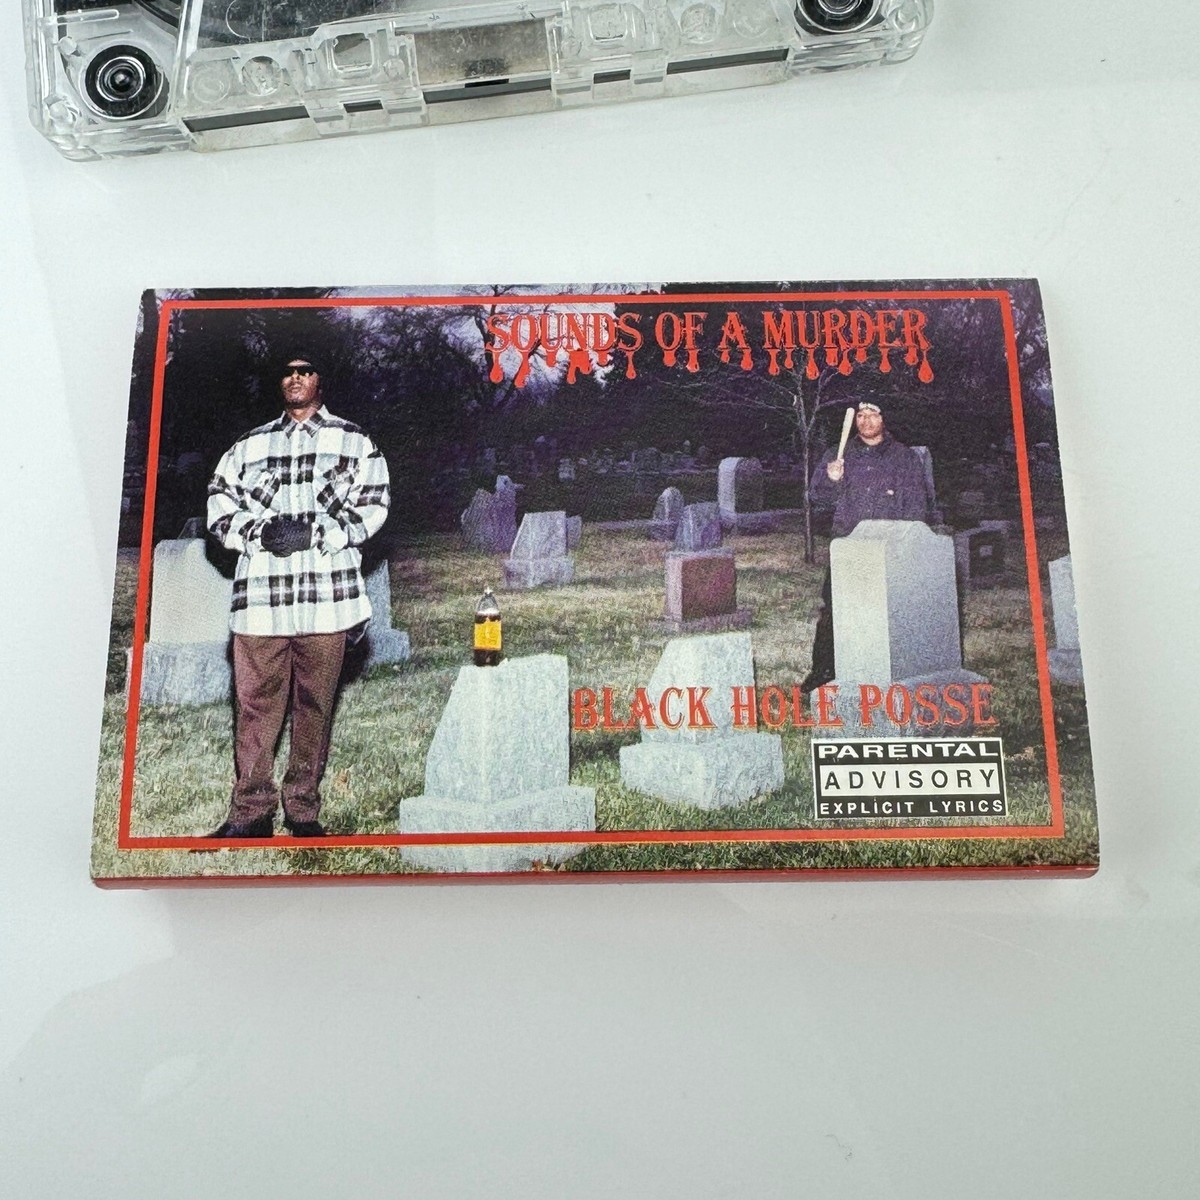 SOUNDS OF A MURDER
BLACK HOLE POSSE
PARENTAL
ADVISORY
EXPLICIT LYRICS